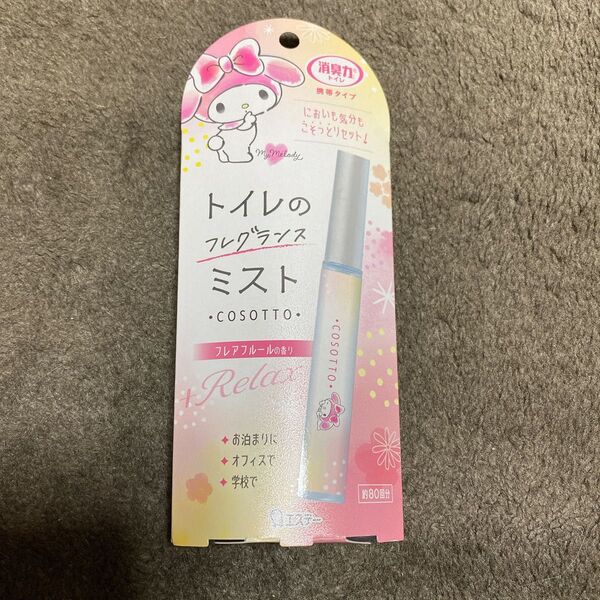 消臭力
トイレ
携帯タイプ
においも気分も
こそっとリセット!
My Melody
トイレの
フレグランス
ミスト
・COSOTTO・
フレアフルールの香り
+Relax
お泊まりに
オフィスで
学校で
・COSOTTO・
約80回分
エステー